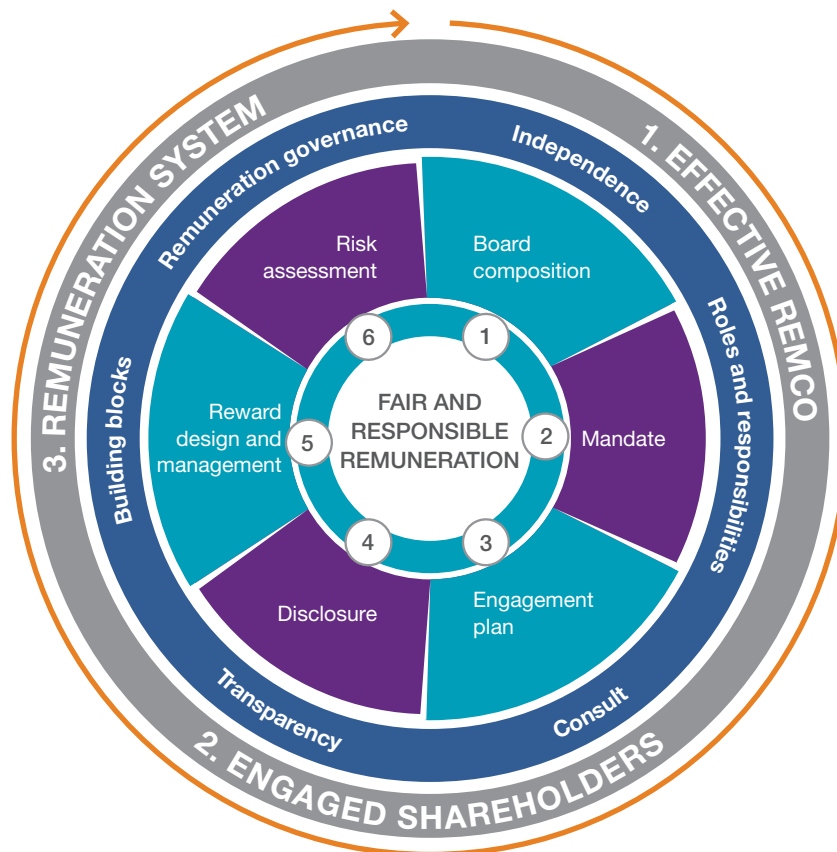 1. EFFECTIVE REMCO
2. ENGAGED SHAREHOLDERS
3. REMUNERATION SYSTEM
Independence
Roles and responsibilities
Consult
Transparency
Building blocks
Remuneration governance
1
Board
composition
2
Mandate
3
Engagement
plan
4
Disclosure
5
Reward
design and
management
6
Risk
assessment
FAIR AND
RESPONSIBLE
REMUNERATION